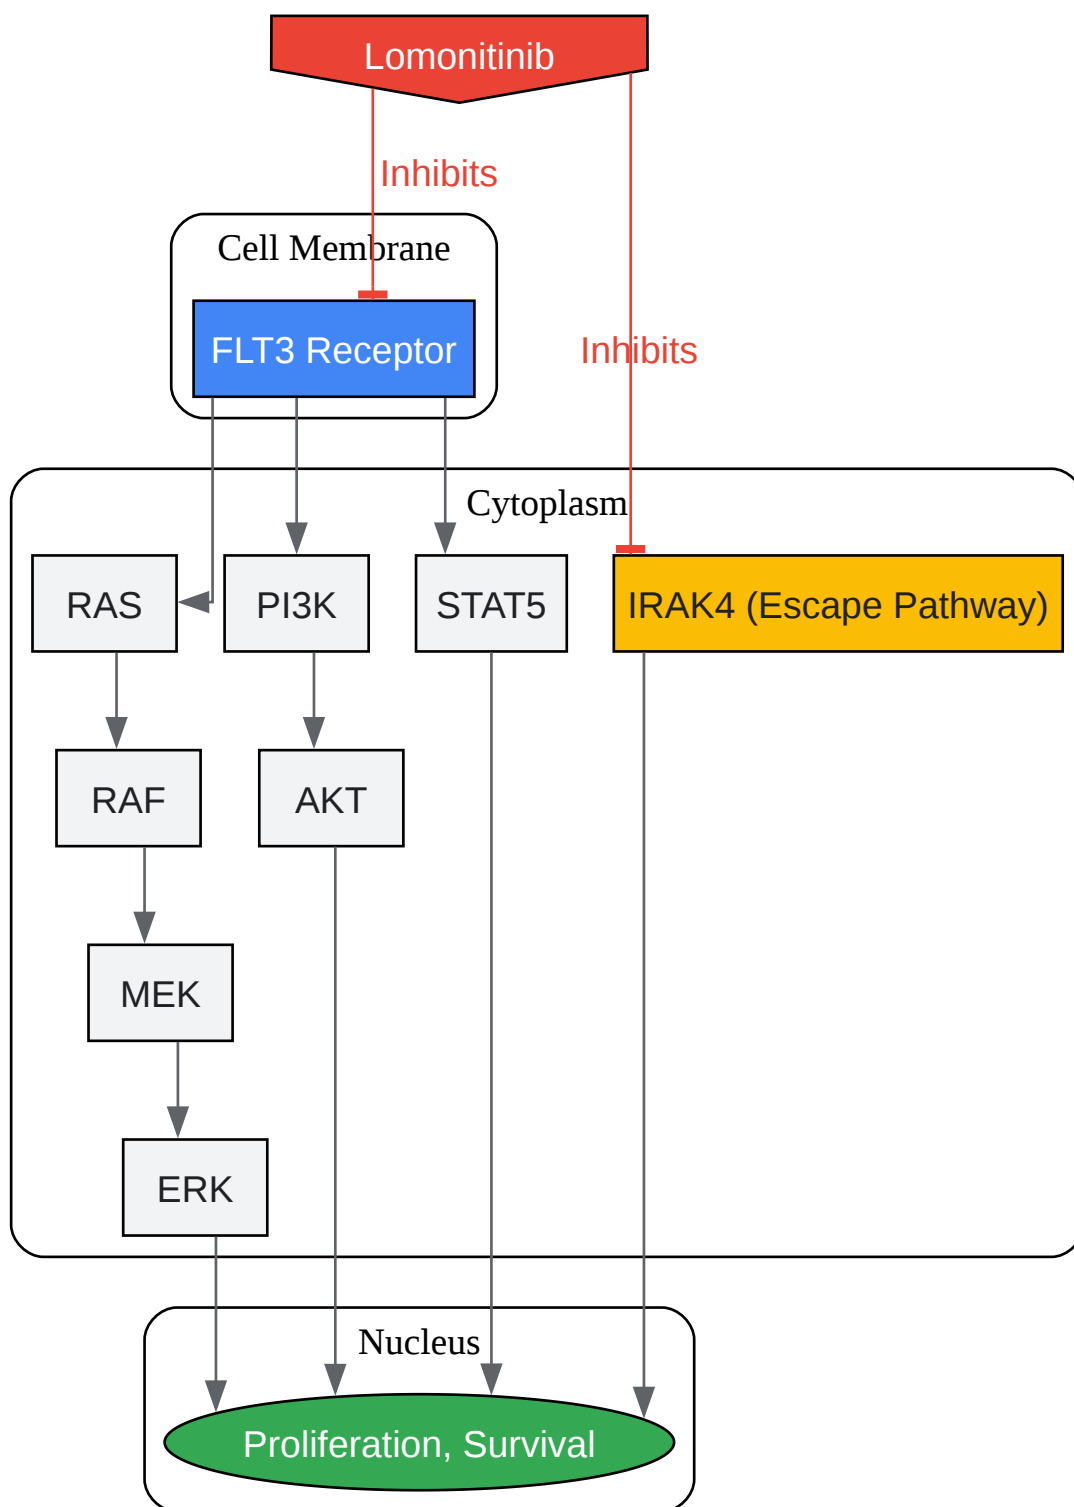 Lomonitinib
Inhibits
Cell Membrane
FLT3 Receptor
Inhibits
Cytoplasm
RAS
PI3K
STAT5
IRAK4 (Escape Pathway)
RAF
AKT
MEK
ERK
Nucleus
Proliferation, Survival